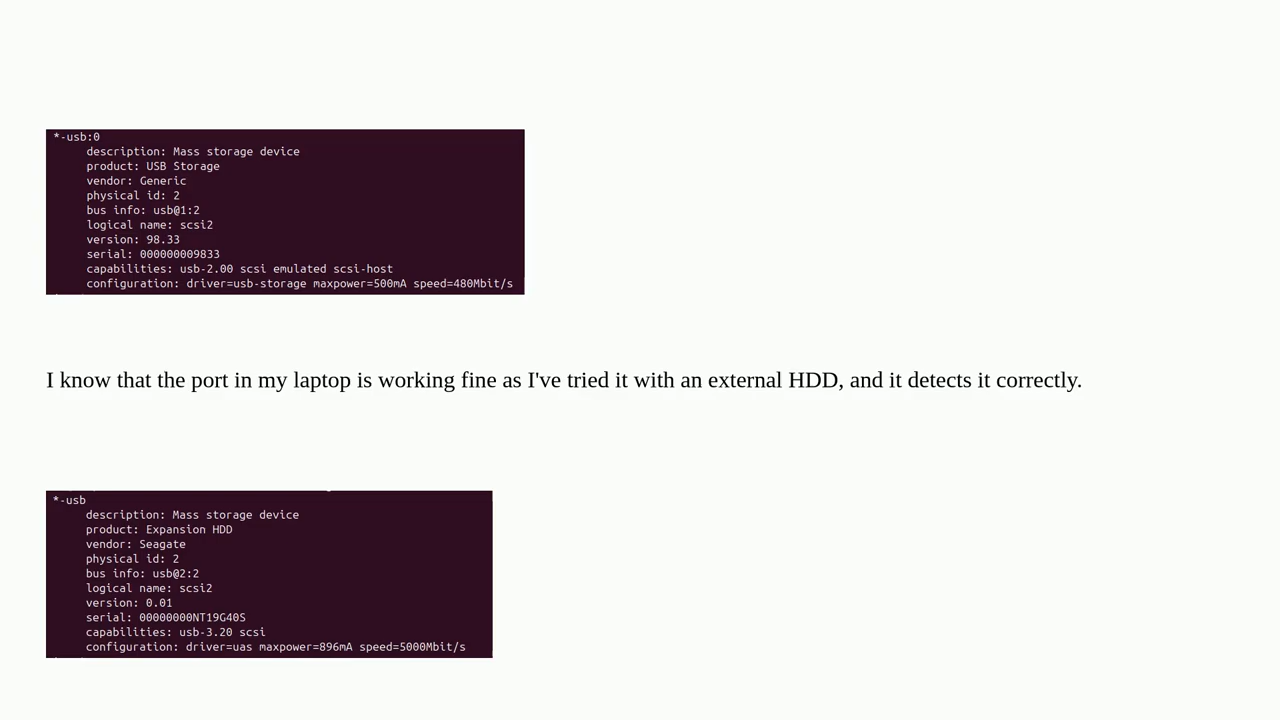 *-usb:0
description: Mass storage device
product: USB Storage
vendor: Generic
physical id: 2
bus info: usb@1:2
logical name: scsi2
version: 98.33
serial: 000000009833
capabilities: usb-2.00 scsi emulated scsi-host
configuration: driver=usb-storage maxpower=500mA speed=480Mbit/s
I know that the port in my laptop is working fine as I've tried it with an external HDD, and it detects it correctly.
*-usb
description: Mass storage device
product: Expansion HDD
vendor: Seagate
physical id: 2
bus info: usb@2:2
logical name: scsi2
version: 0.01
serial: 00000000NT19G40S
capabilities: usb-3.20 scsi
configuration: driver=uas maxpower=896mA speed=5000Mbit/s